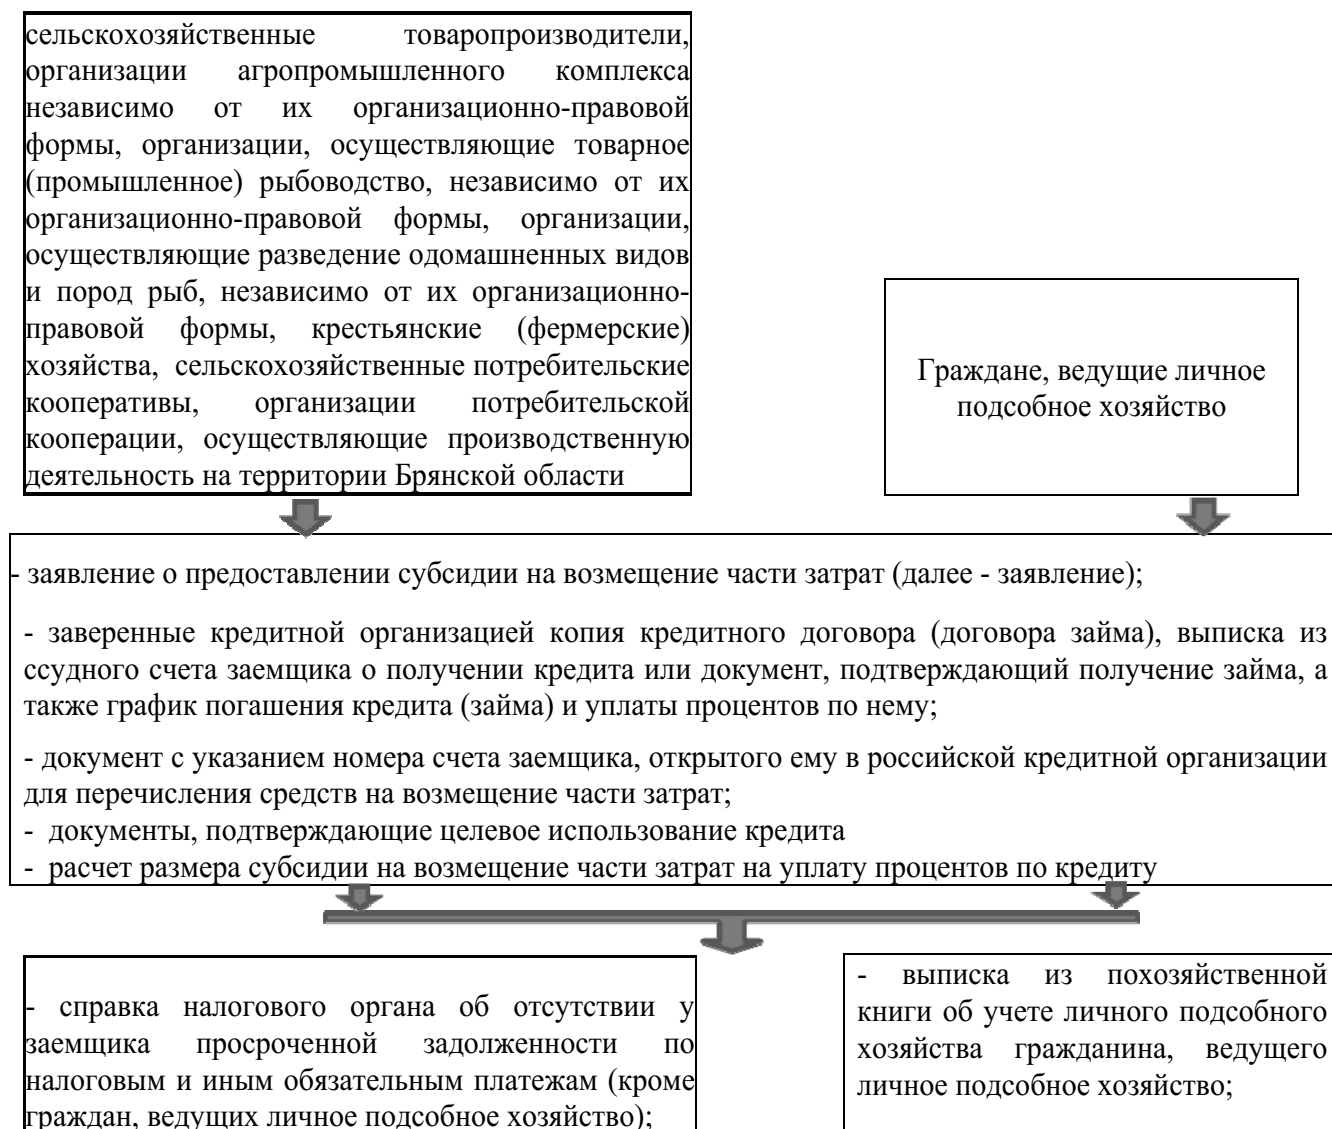 сельскохозяйственные товаропроизводители,
организации агропромышленного комплекса
независимо от их организационно-правовой
формы, организации, осуществляющие товарное
(промышленное) рыбоводство, независимо от их
организационно-правовой формы, организации,
осуществляющие разведение одомашненных видов
и пород рыб, независимо от их организационно-
правовой формы, крестьянские (фермерские)
хозяйства, сельскохозяйственные потребительские
кооперативы, организации потребительской
кооперации, осуществляющие производственную
деятельность на территории Брянской области
Граждане, ведущие личное
подсобное хозяйство
- заявление о предоставлении субсидии на возмещение части затрат (далее - заявление);
- заверенные кредитной организацией копия кредитного договора (договора займа), выписка из
ссудного счета заемщика о получении кредита или документ, подтверждающий получение займа, а
также график погашения кредита (займа) и уплаты процентов по нему;
- документ с указанием номера счета заемщика, открытого ему в российской кредитной организации
для перечисления средств на возмещение части затрат;
- документы, подтверждающие целевое использование кредита
- расчет размера субсидии на возмещение части затрат на уплату процентов по кредиту
- справка налогового органа об отсутствии у
заемщика просроченной задолженности по
налоговым и иным обязательным платежам (кроме
граждан, ведущих личное подсобное хозяйство);
- выписка из похозяйственной
книги об учете личного подсобного
хозяйства гражданина, ведущего
личное подсобное хозяйство;